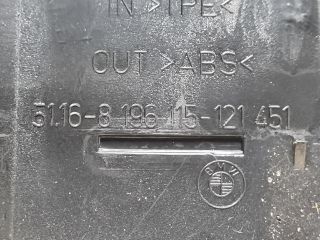 IN >TPE<
OUT >ABS<
51.16-8 196 115-121 451
BMW